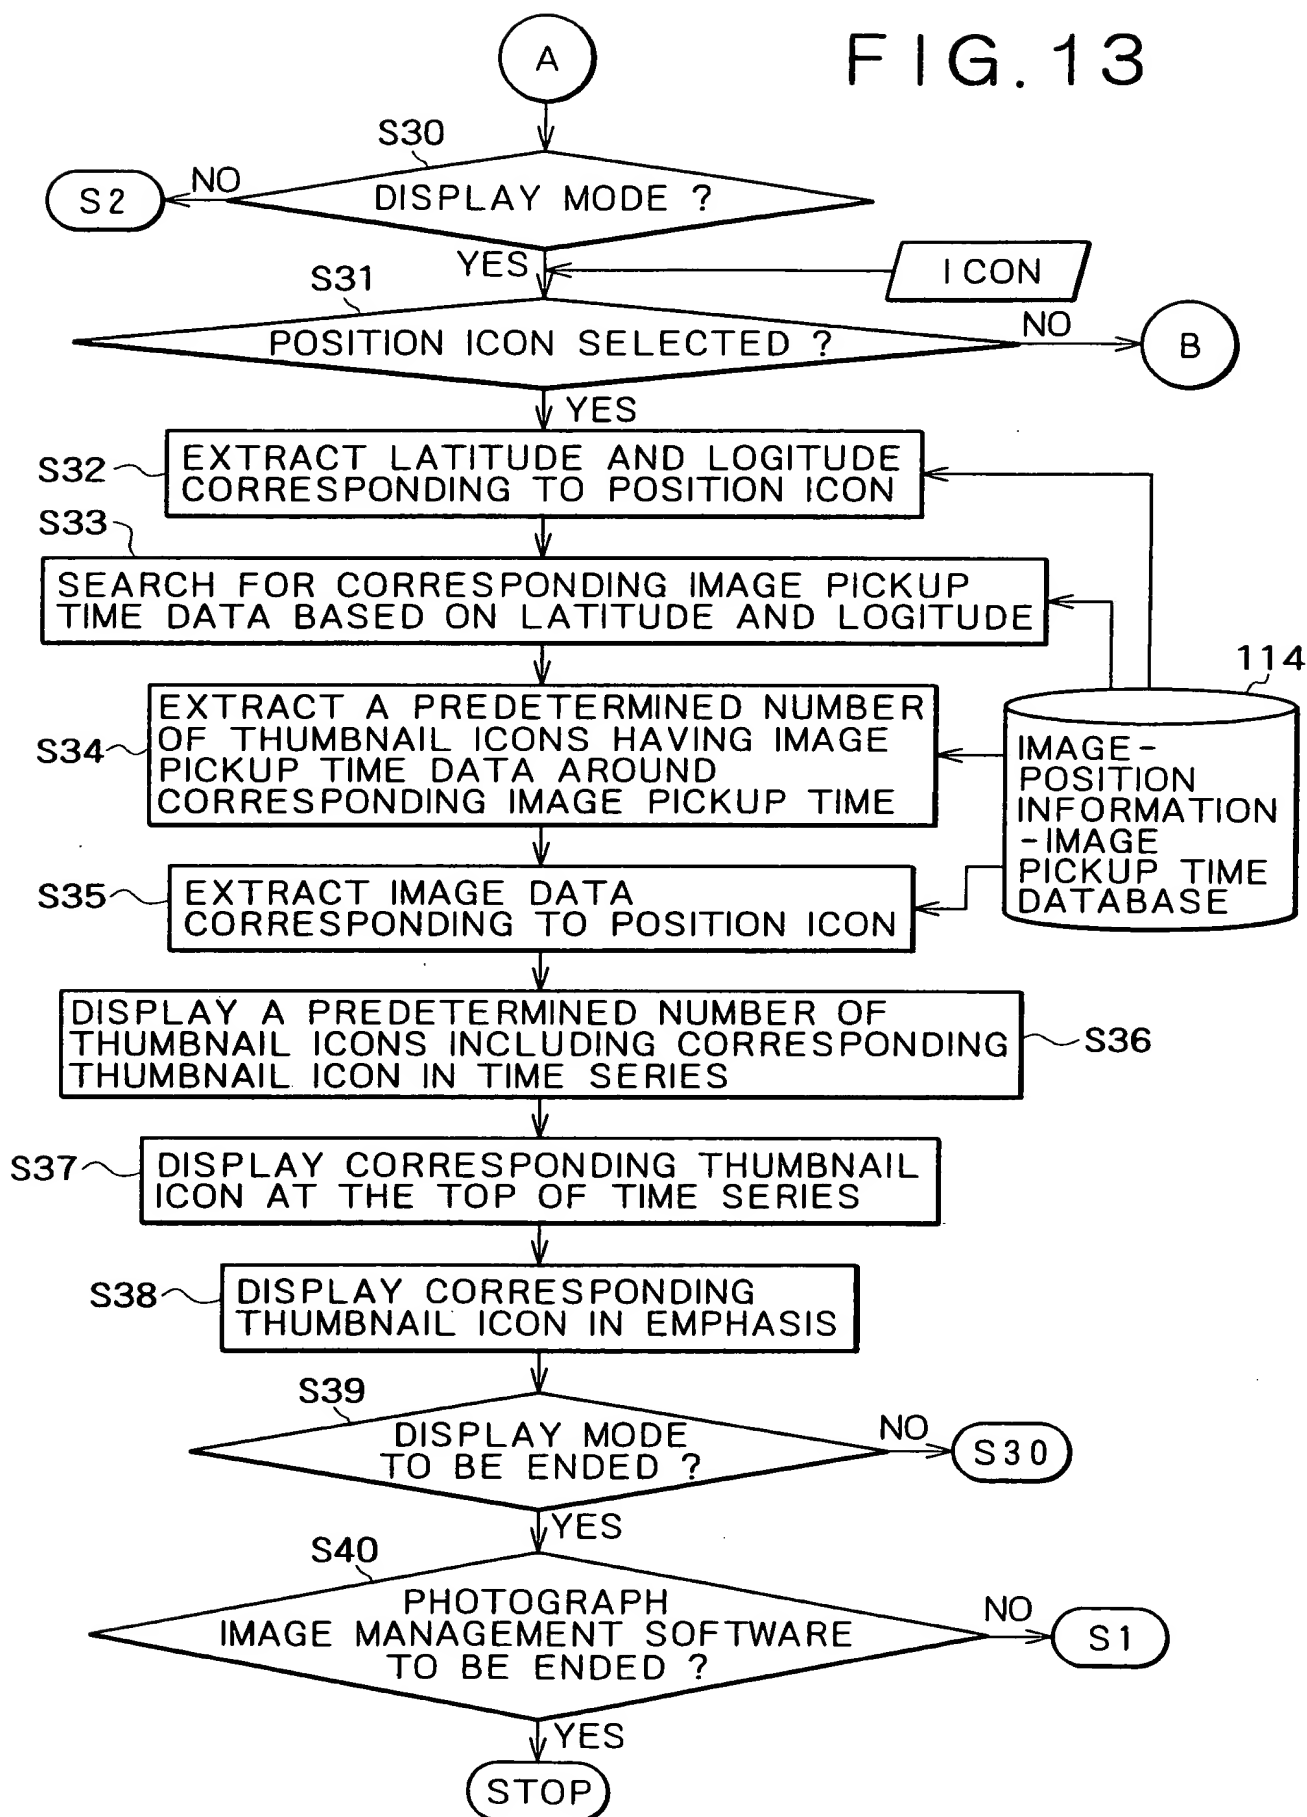 FIG.13
A
S30
DISPLAY MODE ?
NO
S2
YES
ICON
S31
POSITION ICON SELECTED ?
NO
B
YES
S32
EXTRACT LATITUDE AND LOGITUDE
CORRESPONDING TO POSITION ICON
S33
SEARCH FOR CORRESPONDING IMAGE PICKUP
TIME DATA BASED ON LATITUDE AND LOGITUDE
114
IMAGE-
POSITION
INFORMATION
-IMAGE
PICKUP TIME
DATABASE
S34
EXTRACT A PREDETERMINED NUMBER
OF THUMBNAIL ICONS HAVING IMAGE
PICKUP TIME DATA AROUND
CORRESPONDING IMAGE PICKUP TIME
S35
EXTRACT IMAGE DATA
CORRESPONDING TO POSITION ICON
DISPLAY A PREDETERMINED NUMBER OF
THUMBNAIL ICONS INCLUDING CORRESPONDING
THUMBNAIL ICON IN TIME SERIES
S36
S37
DISPLAY CORRESPONDING THUMBNAIL
ICON AT THE TOP OF TIME SERIES
S38
DISPLAY CORRESPONDING
THUMBNAIL ICON IN EMPHASIS
S39
DISPLAY MODE
TO BE ENDED ?
NO
S30
YES
S40
PHOTOGRAPH
IMAGE MANAGEMENT SOFTWARE
TO BE ENDED ?
NO
S1
YES
STOP